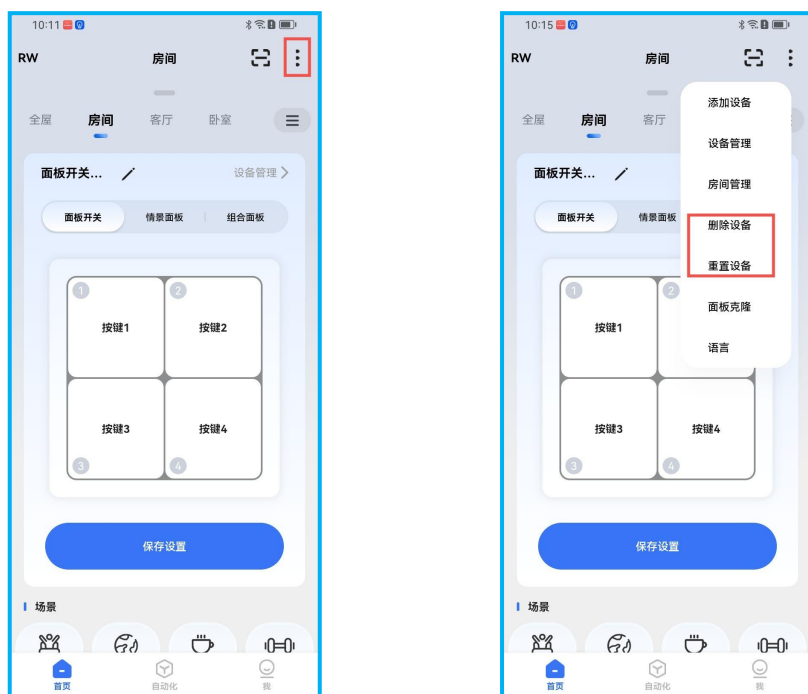 10:11
RW
房间
全屋
房间
客厅
卧室
面板开关...
设备管理
面板开关
情景面板
组合面板
1
2
按键1
按键2
按键3
按键4
3
4
保存设置
场景
首页
自动化
我
10:15
RW
房间
添加设备
全屋
房间
客厅
设备管理
面板开关...
房间管理
面板开关
情景面板
删除设备
重置设备
1
2
面板克隆
按键1
语言
按键3
按键4
3
4
保存设置
场景
首页
自动化
我